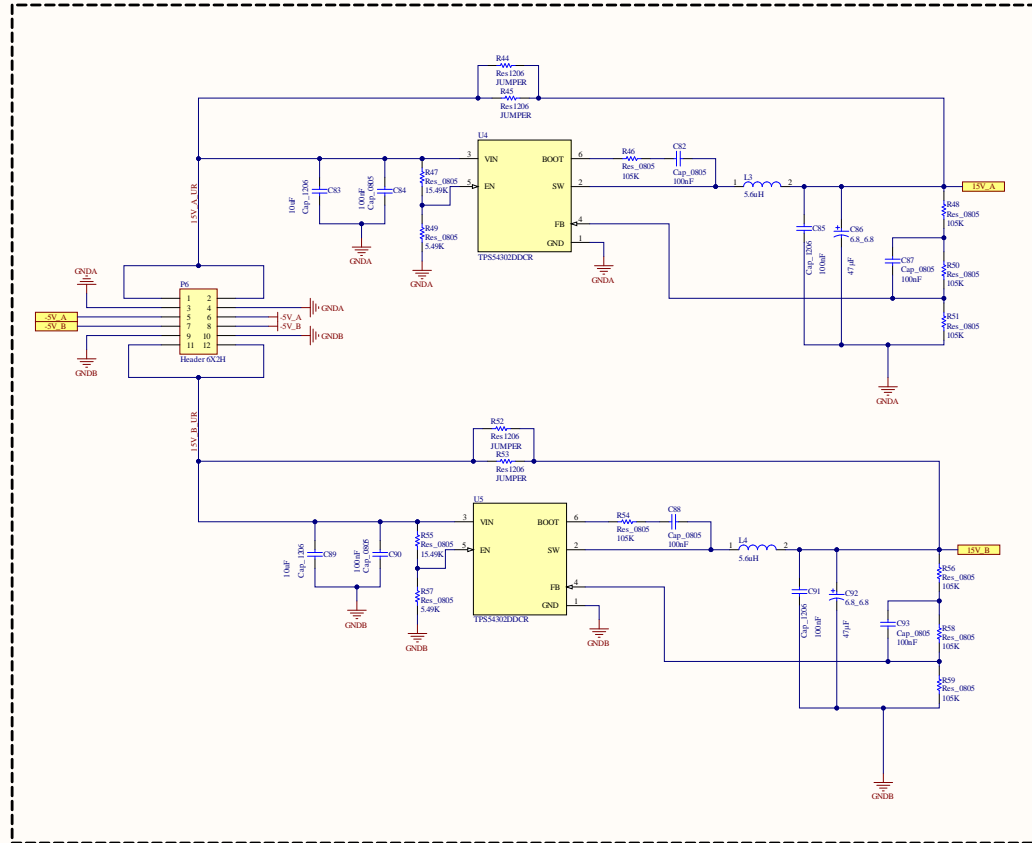 R44
Res1206
JUMPER
R45
Res1206
JUMPER
U4
3 VIN BOOT 6
5 EN SW 2
FB 4
GND 1
TPS54302DDCR
R46
Res_0805
105K
C82
Cap_0805
100nF
1 L3 2
5.6uH
15V_A
15V_A_UR
10uF
Cap_1206
C83
100nF
Cap_0805
C84
R47
Res_0805
15.49K
R49
Res_0805
5.49K
GNDA
GNDA
GNDA
C85
Cap_1206
100nF
C86
6.8_6.8
47µF
C87
Cap_0805
100nF
R48
Res_0805
105K
R50
Res_0805
105K
R51
Res_0805
105K
GNDA
GNDA
P6
1 2
3 4
5 6
7 8
9 10
11 12
Header 6X2H
-5V_A
-5V_B
GNDA
-5V_A
-5V_B
GNDB
GNDB
15V_B_UR
R52
Res1206
JUMPER
R53
Res1206
JUMPER
U5
3 VIN BOOT 6
5 EN SW 2
FB 4
GND 1
TPS54302DDCR
R54
Res_0805
105K
C88
Cap_0805
100nF
1 L4 2
5.6uH
15V_B
10uF
Cap_1206
C89
100nF
Cap_0805
C90
R55
Res_0805
15.49K
R57
Res_0805
5.49K
GNDB
GNDB
GNDB
C91
Cap_1206
100nF
C92
6.8_6.8
47µF
C93
Cap_0805
100nF
R56
Res_0805
105K
R58
Res_0805
105K
R59
Res_0805
105K
GNDB